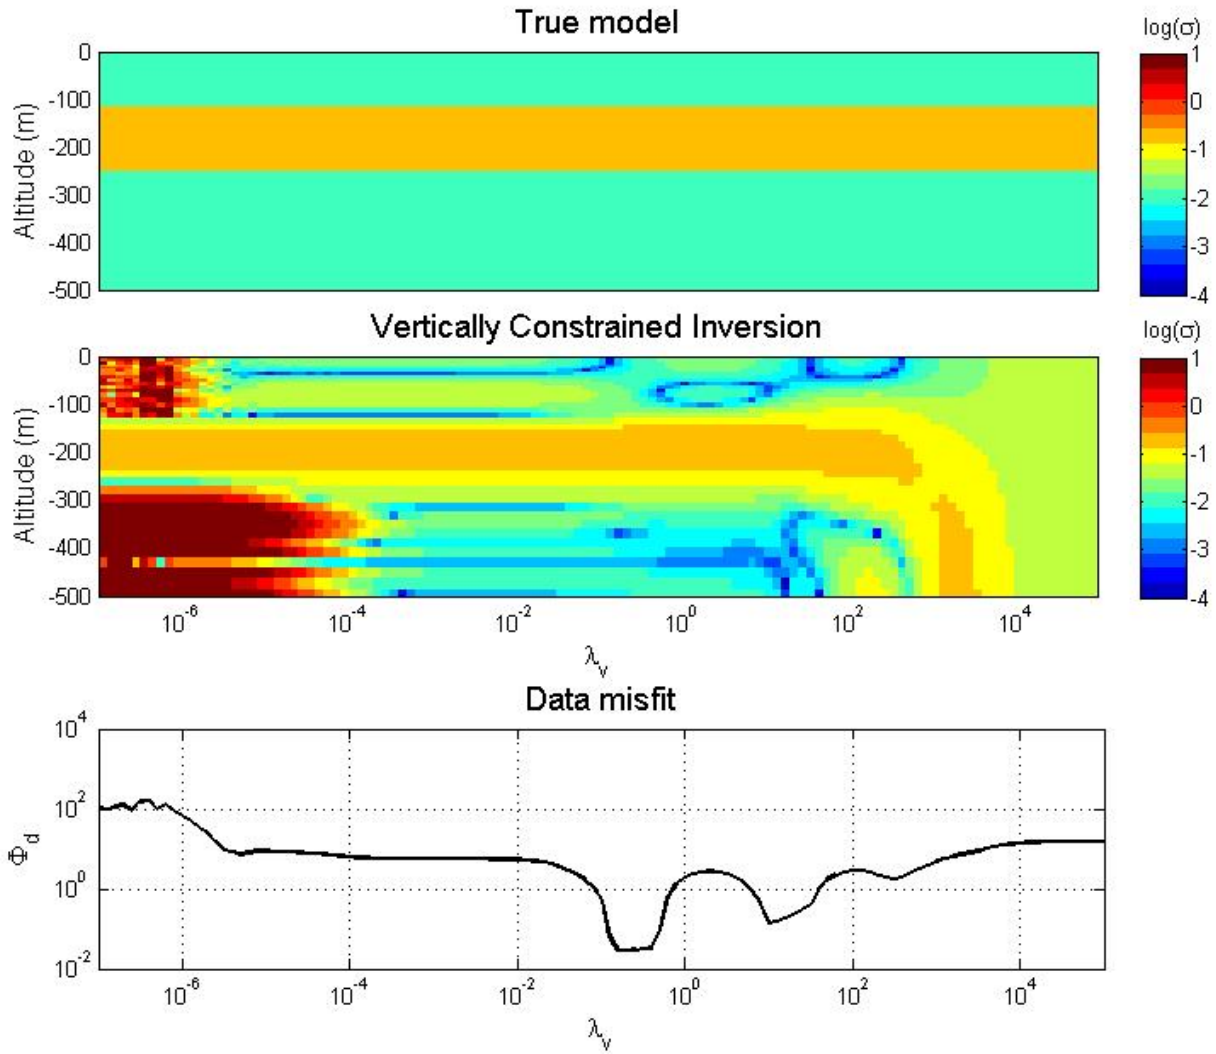 True model
log(σ)
Altitude (m)
0
-100
-200
-300
-400
-500
1
0
-1
-2
-3
-4
Vertically Constrained Inversion
log(σ)
Altitude (m)
0
-100
-200
-300
-400
-500
1
0
-1
-2
-3
-4
10^-6 10^-4 10^-2 10^0 10^2 10^4
λ_v
Data misfit
Φ_d
10^4
10^2
10^0
10^-2
10^-6 10^-4 10^-2 10^0 10^2 10^4
λ_v